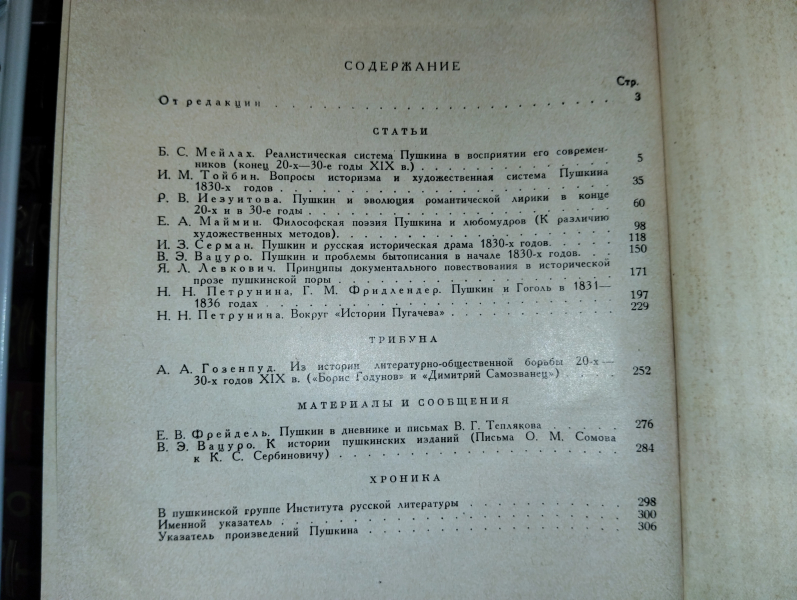 СОДЕРЖАНИЕ
Стр.
От редакции . . . . . . . . . . . . . . . . . . . . 3
СТАТЬИ
Б. С. Мейлах. Реалистическая система Пушкина в восприятии его современ-
ников (конец 20-х—30-е годы XIX в.) . . . . . . . . . . 5
И. М. Тойбин. Вопросы историзма и художественная система Пушкина
1830-х годов . . . . . . . . . . . . . . . . . . 35
Р. В. Иезуитова. Пушкин и эволюция романтической лирики в конце
20-х и в 30-е годы . . . . . . . . . . . . . . . . 60
Е. А. Маймин. Философская поэзия Пушкина и любомудров (К различию
художественных методов). . . . . . . . . . . . . . . 98
И. З. Серман. Пушкин и русская историческая драма 1830-х годов. . . . . 118
В. Э. Вацуро. Пушкин и проблемы бытописания в начале 1830-х годов. . . 150
Я. Л. Левкович. Принципы документального повествования в исторической
прозе пушкинской поры . . . . . . . . . . . . . . . 171
Н. Н. Петрунина, Г. М. Фридлендер. Пушкин и Гоголь в 1831—
1836 годах . . . . . . . . . . . . . . . . . . . 197
Н. Н. Петрунина. Вокруг «Истории Пугачева» . . . . . . . . . 229
ТРИБУНА
А. А. Гозенпуд. Из истории литературно-общественной борьбы 20-х—
30-х годов XIX в. («Борис Годунов» и «Димитрий Самозванец») . . . . 252
МАТЕРИАЛЫ И СООБЩЕНИЯ
Е. В. Фрейдель. Пушкин в дневнике и письмах В. Г. Теплякова . . . . 276
В. Э. Вацуро. К истории пушкинских изданий (Письма О. М. Сомова
к К. С. Сербиновичу) . . . . . . . . . . . . . . . 284
ХРОНИКА
В пушкинской группе Института русской литературы . . . . . . . . 298
Именной указатель . . . . . . . . . . . . . . . . . 300
Указатель произведений Пушкина . . . . . . . . . . . . . 306